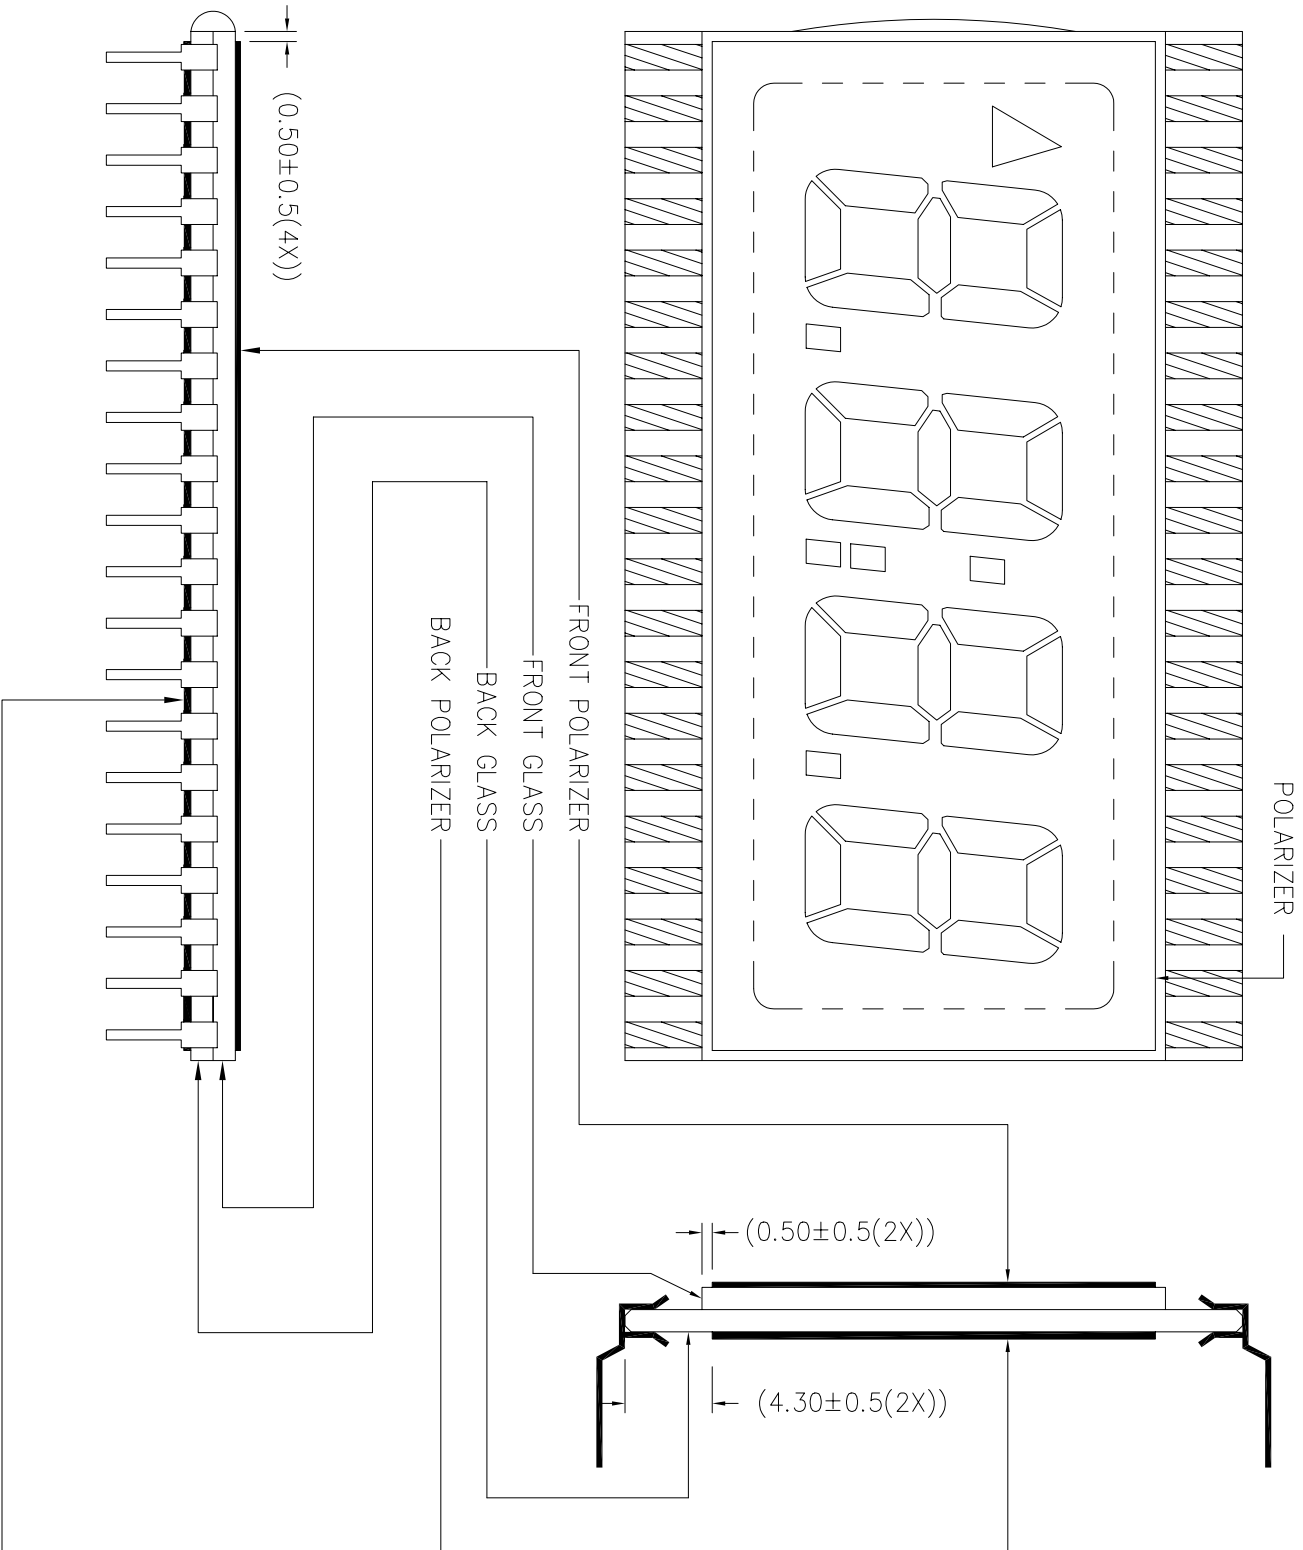 POLARIZER
FRONT POLARIZER
FRONT GLASS
BACK GLASS
BACK POLARIZER
(0.50±0.5(4X))
(0.50±0.5(2X))
(4.30±0.5(2X))